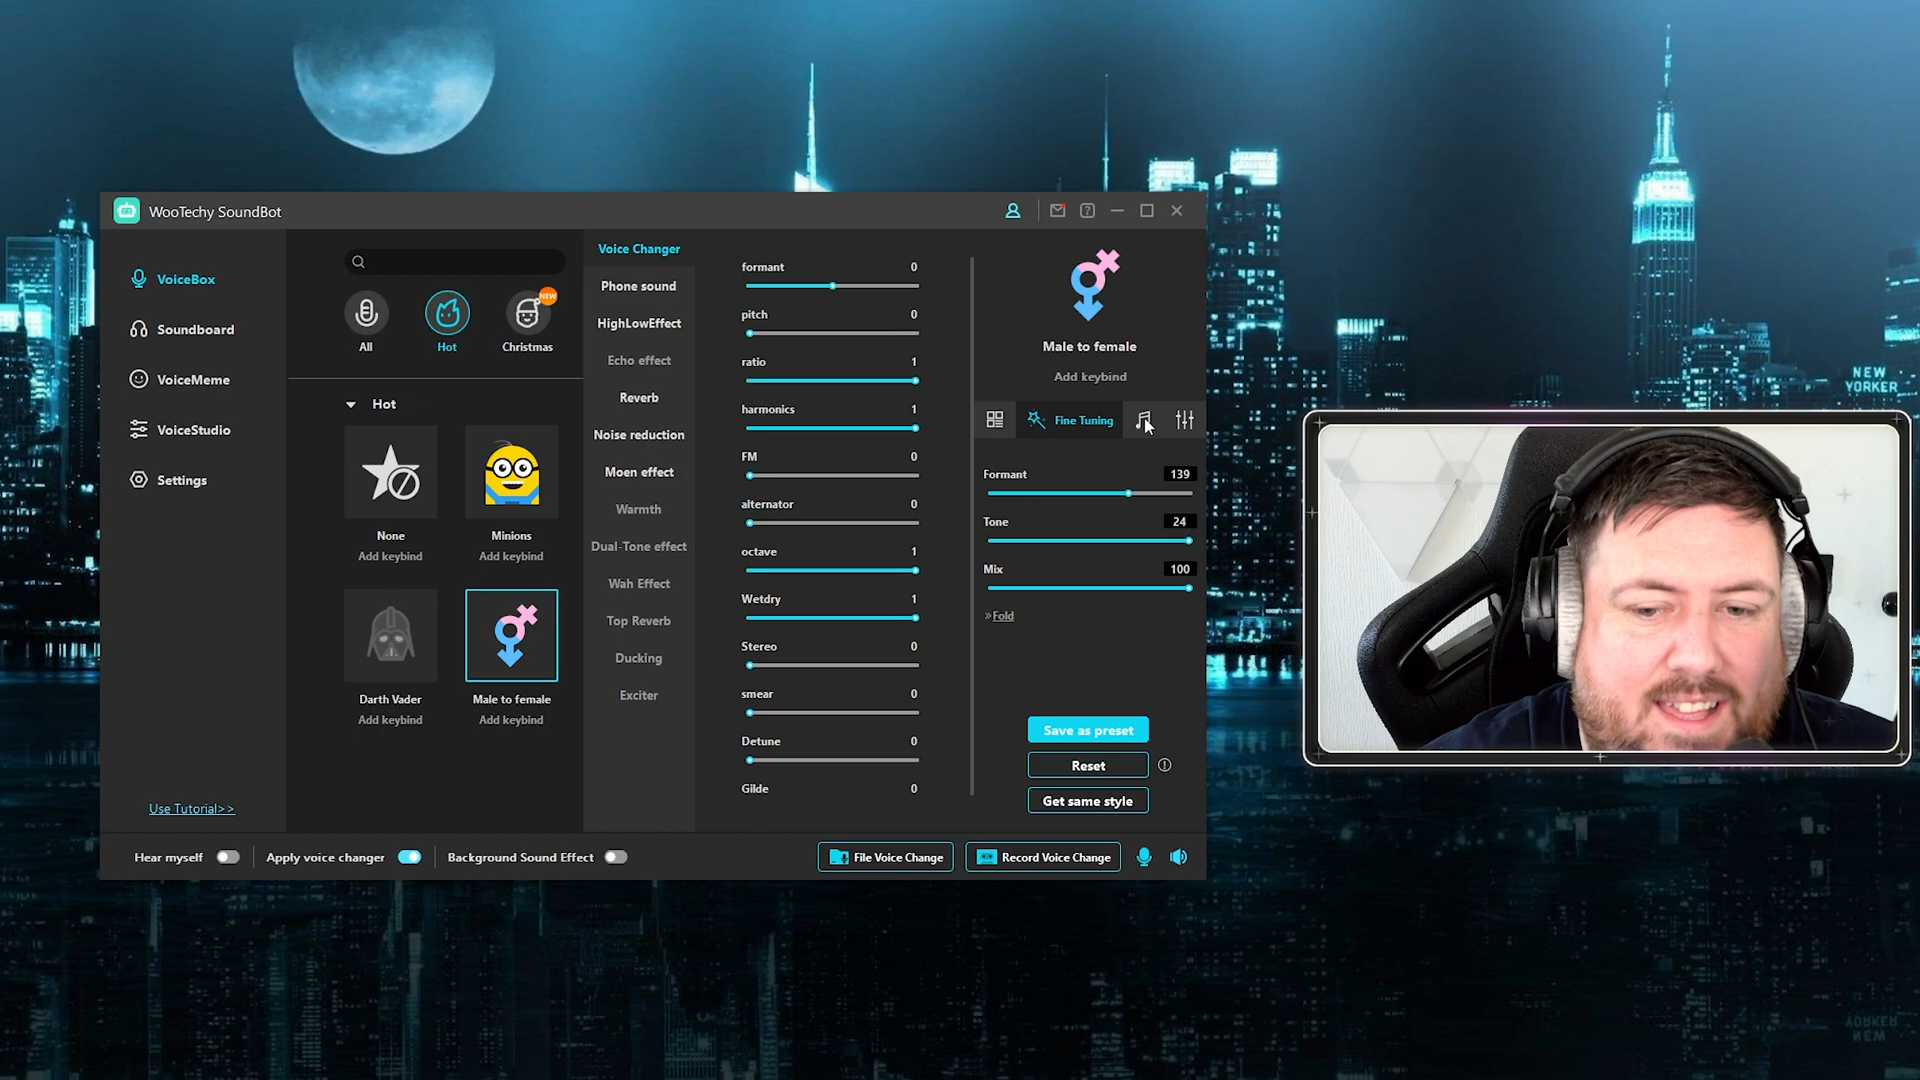 WooTechy SoundBot
VoiceBox
Soundboard
VoiceMeme
VoiceStudio
Settings
Use Tutorial>>
All
Hot
NEW
Christmas
Hot
None
Add keybind
Minions
Add keybind
Darth Vader
Add keybind
Male to female
Add keybind
Voice Changer
Phone sound
HighLowEffect
Echo effect
Reverb
Noise reduction
Moen effect
Warmth
Dual-Tone effect
Wah Effect
Top Reverb
Ducking
Exciter
formant 0
pitch 0
ratio 1
harmonics 1
FM 0
alternator 0
octave 1
Wetdry 1
Stereo 0
smear 0
Detune 0
Gilde 0
Male to female
Add keybind
Fine Tuning
Formant 139
Tone 24
Mix 100
»Fold
Save as preset
Reset
Get same style
Hear myself
Apply voice changer
Background Sound Effect
File Voice Change
Record Voice Change
NEW
YORKER